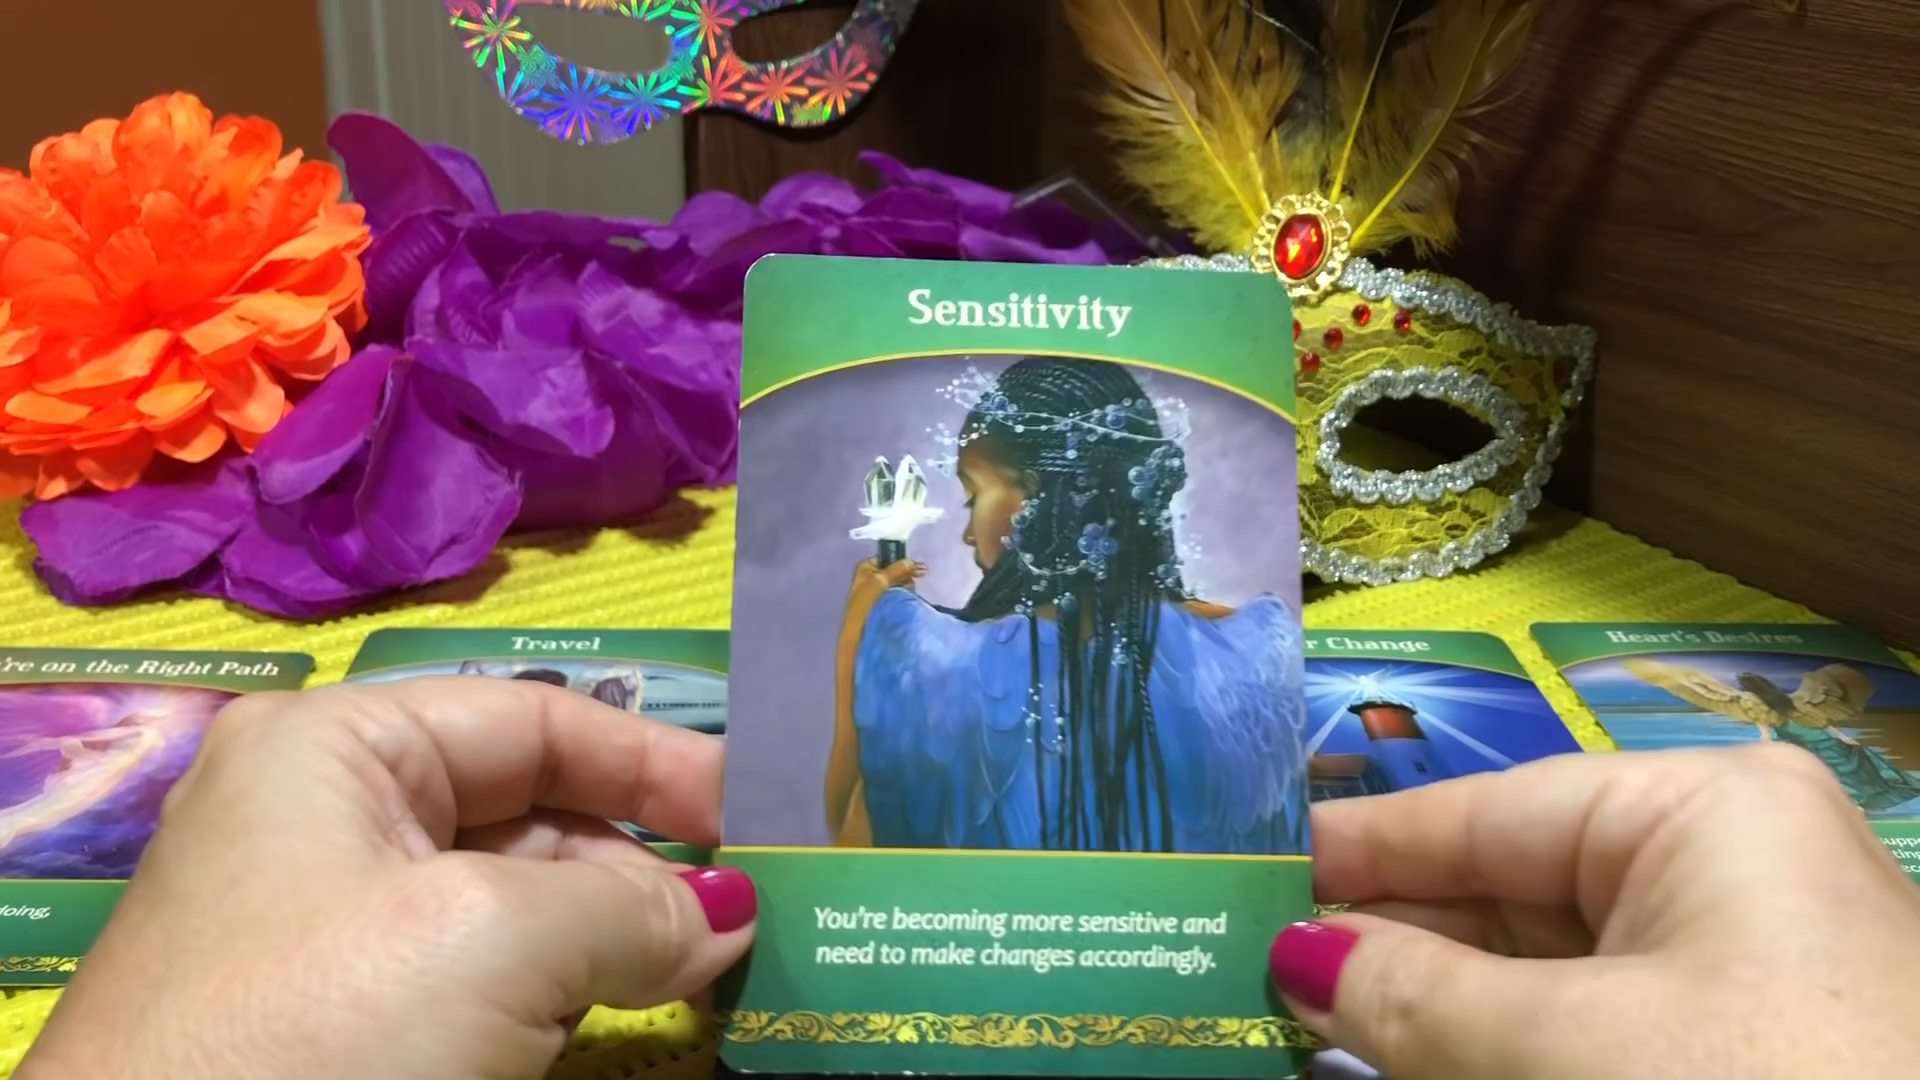 Sensitivity
You're becoming more sensitive and
need to make changes accordingly.
're on the Right Path
doing,
Travel
r Change
Heart's Desires